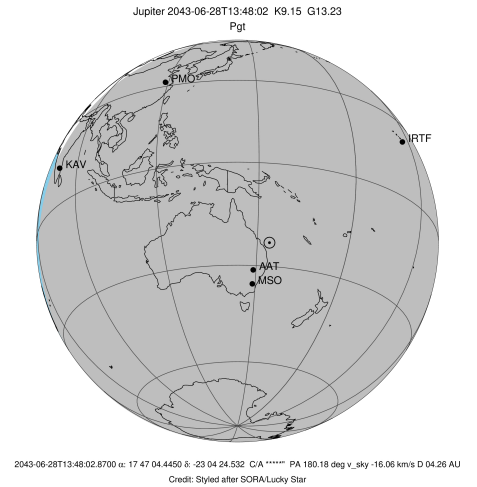 Jupiter 2043-06-28T13:48:02 K9.15 G13.23
Pgt
PMO
IRTF
KAV
AAT
MSO
2043-06-28T13:48:02.8700 α: 17 47 04.4450 δ: -23 04 24.532 C/A *****" PA 180.18 deg v_sky -16.06 km/s D 04.26 AU
Credit: Styled after SORA/Lucky Star